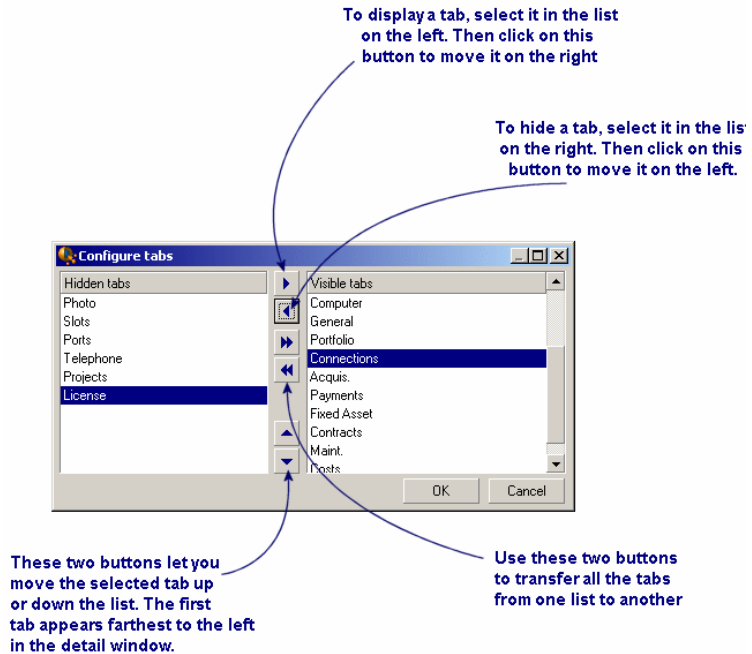 To display a tab, select it in the list
on the left. Then click on this
button to move it on the right
To hide a tab, select it in the list
on the right. Then click on this
button to move it on the left.
Configure tabs
Hidden tabs
Photo
Slots
Ports
Telephone
Projects
License
Visible tabs
Computer
General
Portfolio
Connections
Acquis.
Payments
Fixed Asset
Contracts
Maint.
Costs
OK
Cancel
These two buttons let you
move the selected tab up
or down the list. The first
tab appears farthest to the left
in the detail window.
Use these two buttons
to transfer all the tabs
from one list to another